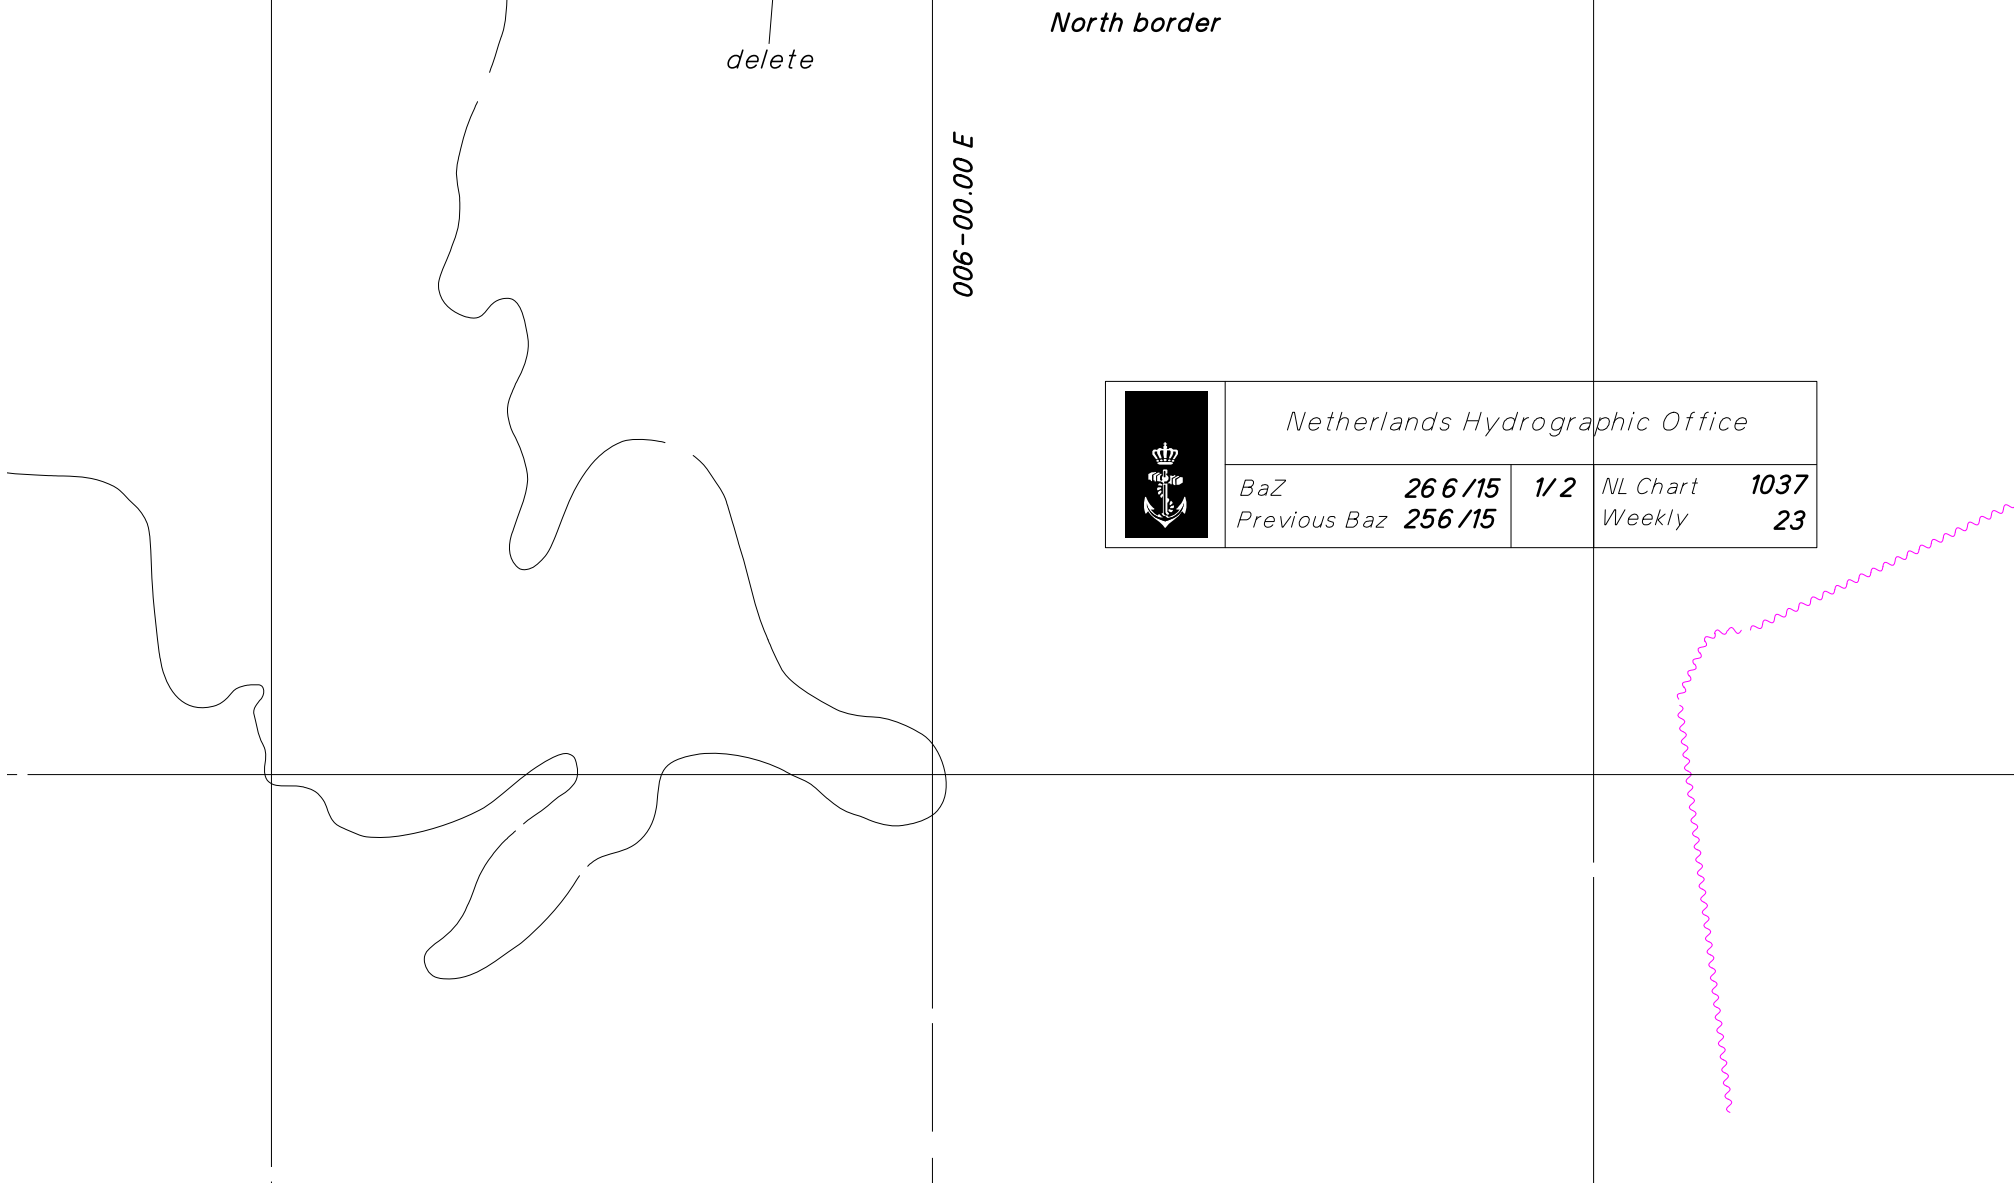 North border
delete
006-00.00 E
Netherlands Hydrographic Office
BaZ 266/15 1/2 NL Chart 1037
Previous Baz 256/15 Weekly 23